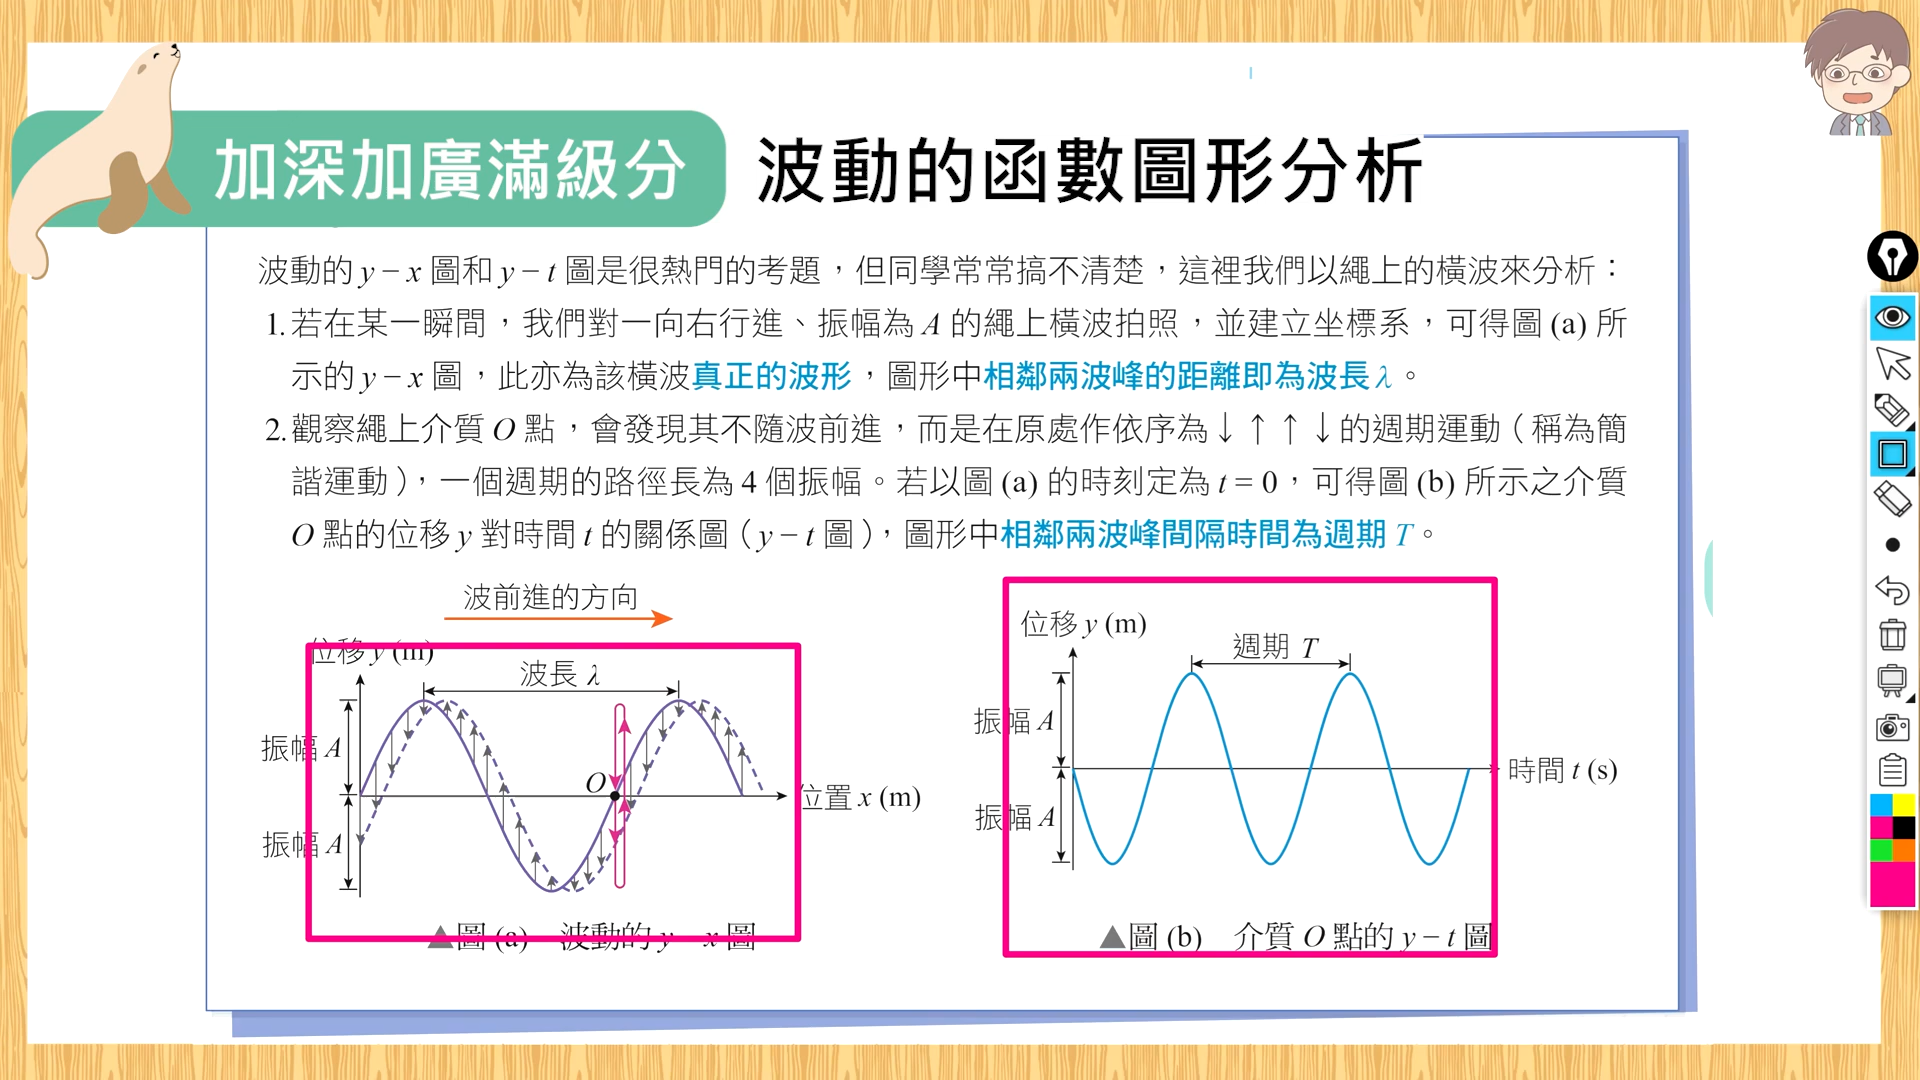 加深加廣滿級分 波動的函數圖形分析
波動的 y − x 圖和 y − t 圖是很熱門的考題，但同學常常搞不清楚，這裡我們以繩上的橫波來分析：
1. 若在某一瞬間，我們對一向右行進、振幅為 A 的繩上橫波拍照，並建立坐標系，可得圖 (a) 所
示的 y − x 圖，此亦為該橫波真正的波形，圖形中相鄰兩波峰的距離即為波長 λ。
2. 觀察繩上介質 O 點，會發現其不隨波前進，而是在原處作依序為↓↑↑↓的週期運動（稱為簡
諧運動），一個週期的路徑長為 4 個振幅。若以圖 (a) 的時刻定為 t = 0，可得圖 (b) 所示之介質
O 點的位移 y 對時間 t 的關係圖（y − t 圖），圖形中相鄰兩波峰間隔時間為週期 T。
波前進的方向
位移 y (m)
波長 λ
振幅 A
O
位置 x (m)
振幅 A
▲圖 (a) 波動的 y − x 圖
位移 y (m)
週期 T
振幅 A
時間 t (s)
振幅 A
▲圖 (b) 介質 O 點的 y − t 圖